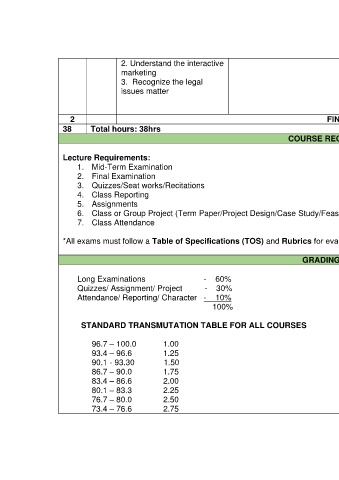 2. Understand the interactive
marketing
3. Recognize the legal
issues matter
2 FIN
38 Total hours: 38hrs
COURSE REQ
Lecture Requirements:
1. Mid-Term Examination
2. Final Examination
3. Quizzes/Seat works/Recitations
4. Class Reporting
5. Assignments
6. Class or Group Project (Term Paper/Project Design/Case Study/Feas
7. Class Attendance
*All exams must follow a Table of Specifications (TOS) and Rubrics for eva
GRADING
Long Examinations - 60%
Quizzes/ Assignment/ Project - 30%
Attendance/ Reporting/ Character - 10%
100%
STANDARD TRANSMUTATION TABLE FOR ALL COURSES
96.7 – 100.0 1.00
93.4 – 96.6 1.25
90.1 - 93.30 1.50
86.7 – 90.0 1.75
83.4 – 86.6 2.00
80.1 – 83.3 2.25
76.7 – 80.0 2.50
73.4 – 76.6 2.75